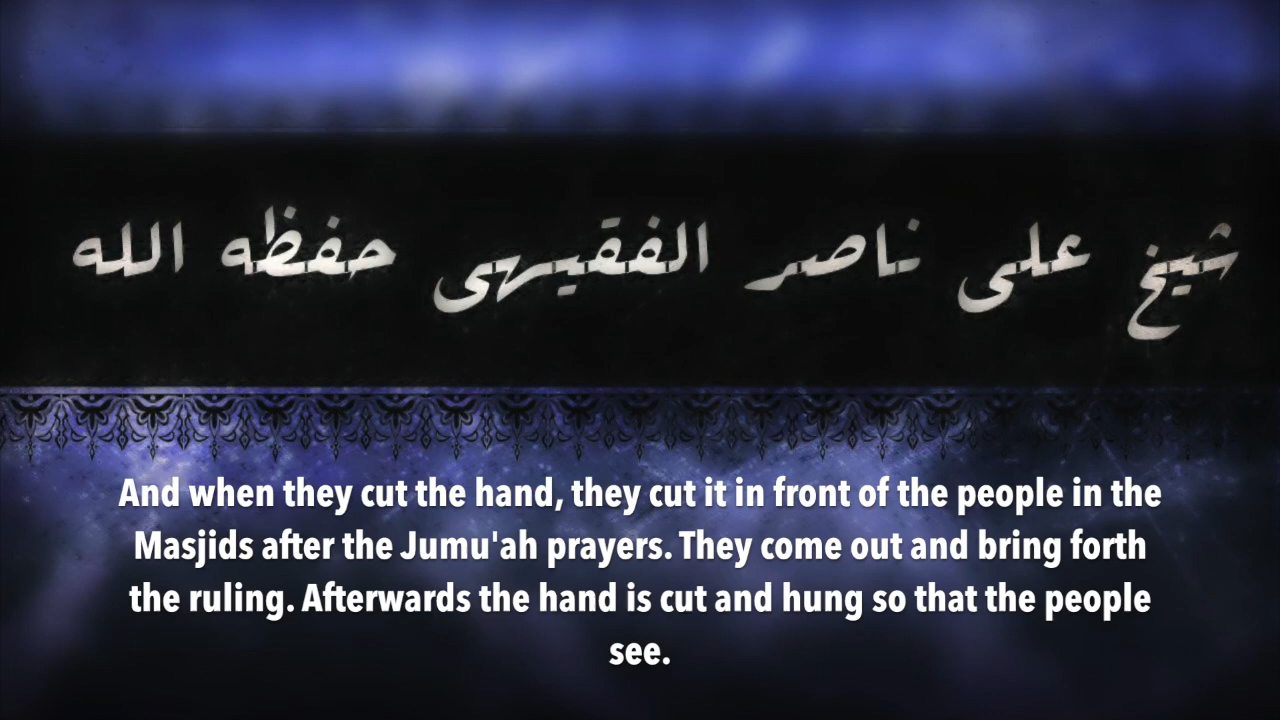 شيخ على ناصر الفقيهى حفظه الله
And when they cut the hand, they cut it in front of the people in the
Masjids after the Jumu'ah prayers. They come out and bring forth
the ruling. Afterwards the hand is cut and hung so that the people
see.